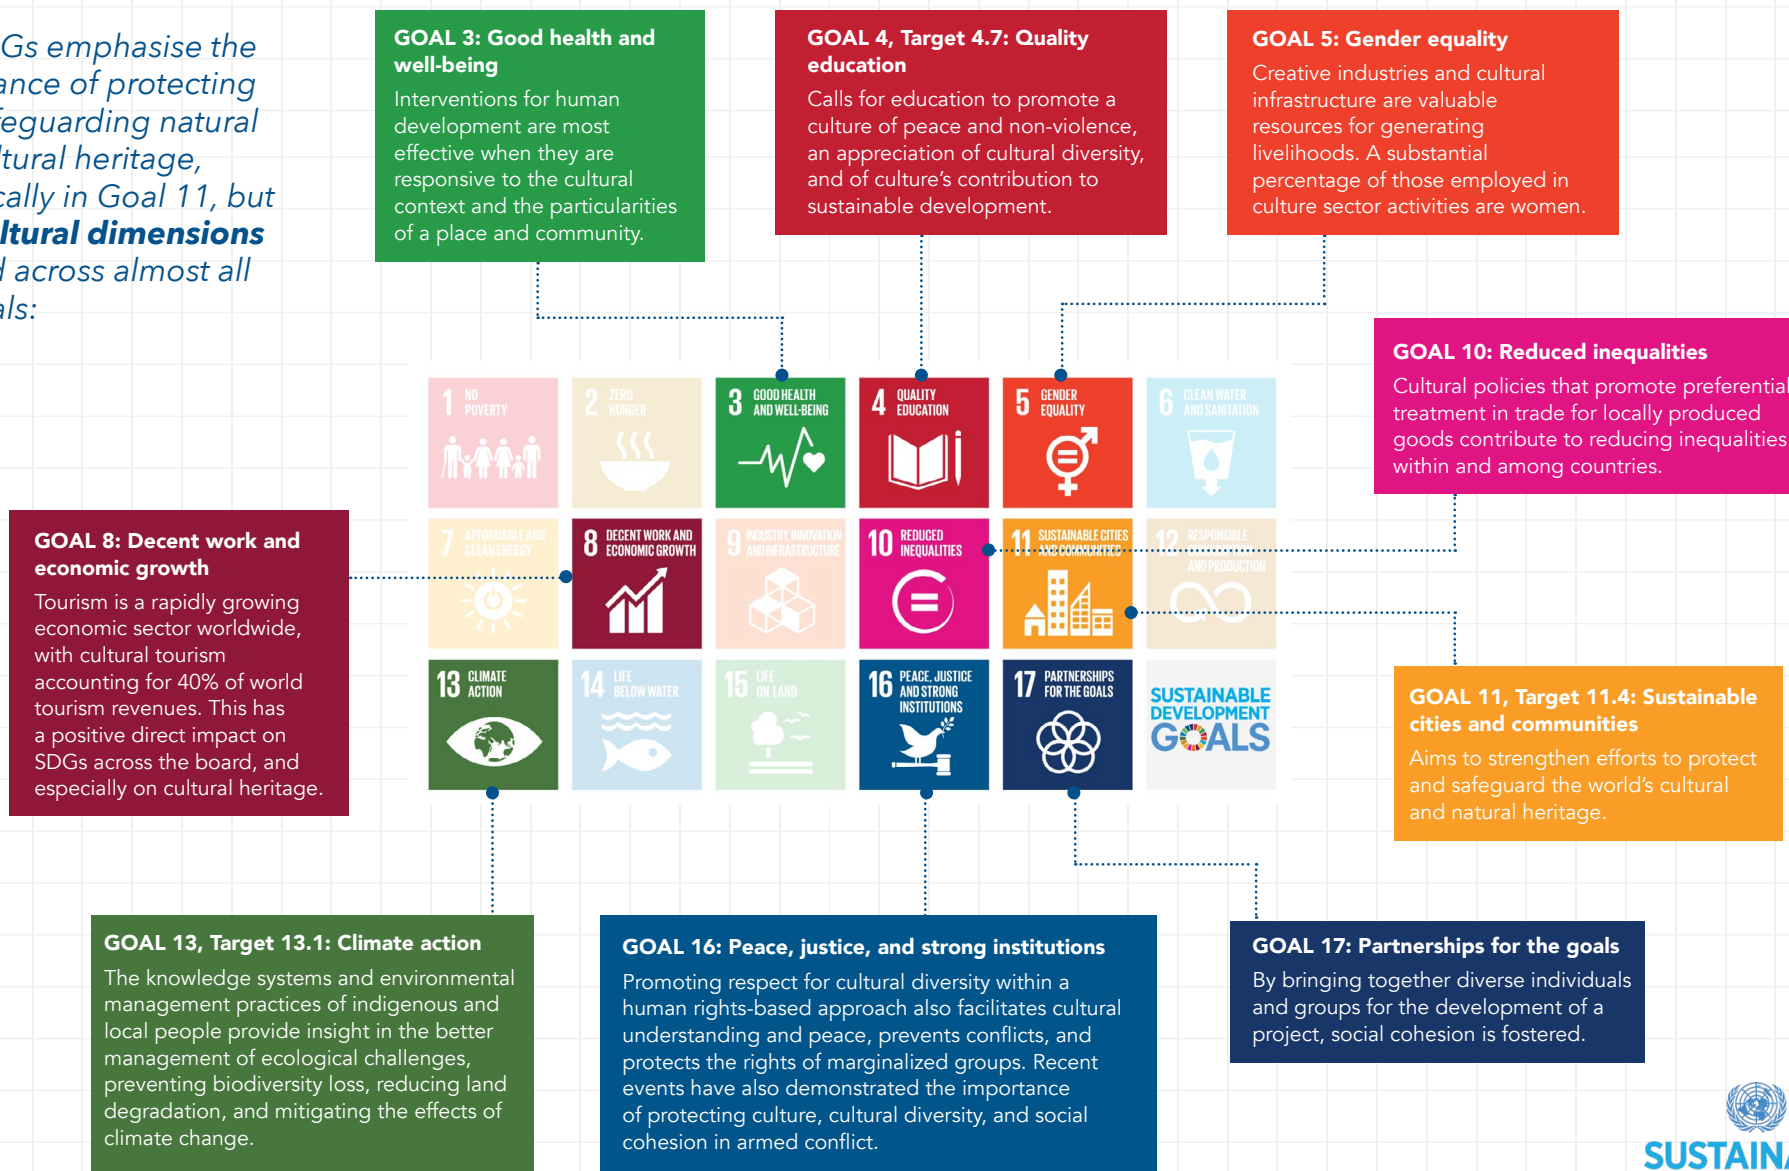 Gs emphasise the
ance of protecting
eguarding natural
ltural heritage,
cally in Goal 11, but
ltural dimensions
d across almost all
als:
GOAL 3: Good health and
well-being
Interventions for human
development are most
effective when they are
responsive to the cultural
context and the particularities
of a place and community.
GOAL 4, Target 4.7: Quality
education
Calls for education to promote a
culture of peace and non-violence,
an appreciation of cultural diversity,
and of culture’s contribution to
sustainable development.
GOAL 5: Gender equality
Creative industries and cultural
infrastructure are valuable
resources for generating
livelihoods. A substantial
percentage of those employed in
culture sector activities are women.
GOAL 10: Reduced inequalities
Cultural policies that promote preferential
treatment in trade for locally produced
goods contribute to reducing inequalities
within and among countries.
1 NO
POVERTY
2 ZERO
HUNGER
3 GOOD HEALTH
AND WELL-BEING
4 QUALITY
EDUCATION
5 GENDER
EQUALITY
6 CLEAN WATER
AND SANITATION
7 AFFORDABLE AND
CLEAN ENERGY
8 DECENT WORK AND
ECONOMIC GROWTH
9 INDUSTRY, INNOVATION
AND INFRASTRUCTURE
10 REDUCED
INEQUALITIES
11 SUSTAINABLE CITIES
AND COMMUNITIES
12 RESPONSIBLE
CONSUMPTION
AND PRODUCTION
13 CLIMATE
ACTION
14 LIFE
BELOW WATER
15 LIFE
ON LAND
16 PEACE, JUSTICE
AND STRONG
INSTITUTIONS
17 PARTNERSHIPS
FOR THE GOALS
SUSTAINABLE
DEVELOPMENT
GOALS
GOAL 8: Decent work and
economic growth
Tourism is a rapidly growing
economic sector worldwide,
with cultural tourism
accounting for 40% of world
tourism revenues. This has
a positive direct impact on
SDGs across the board, and
especially on cultural heritage.
GOAL 11, Target 11.4: Sustainable
cities and communities
Aims to strengthen efforts to protect
and safeguard the world’s cultural
and natural heritage.
GOAL 13, Target 13.1: Climate action
The knowledge systems and environmental
management practices of indigenous and
local people provide insight in the better
management of ecological challenges,
preventing biodiversity loss, reducing land
degradation, and mitigating the effects of
climate change.
GOAL 16: Peace, justice, and strong institutions
Promoting respect for cultural diversity within a
human rights-based approach also facilitates cultural
understanding and peace, prevents conflicts, and
protects the rights of marginalized groups. Recent
events have also demonstrated the importance
of protecting culture, cultural diversity, and social
cohesion in armed conflict.
GOAL 17: Partnerships for the goals
By bringing together diverse individuals
and groups for the development of a
project, social cohesion is fostered.
SUSTAINA